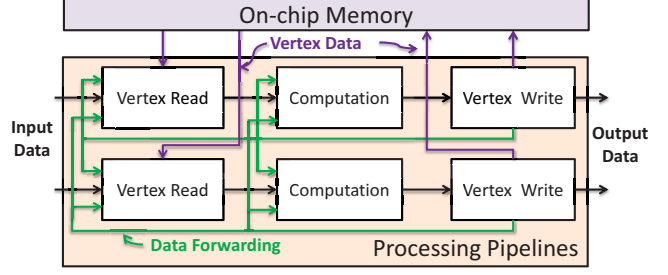 On-chip Memory
Vertex Data
Vertex Read
Computation
Vertex Write
Input
Data
Output
Data
Vertex Read
Computation
Vertex Write
Data Forwarding
Processing Pipelines